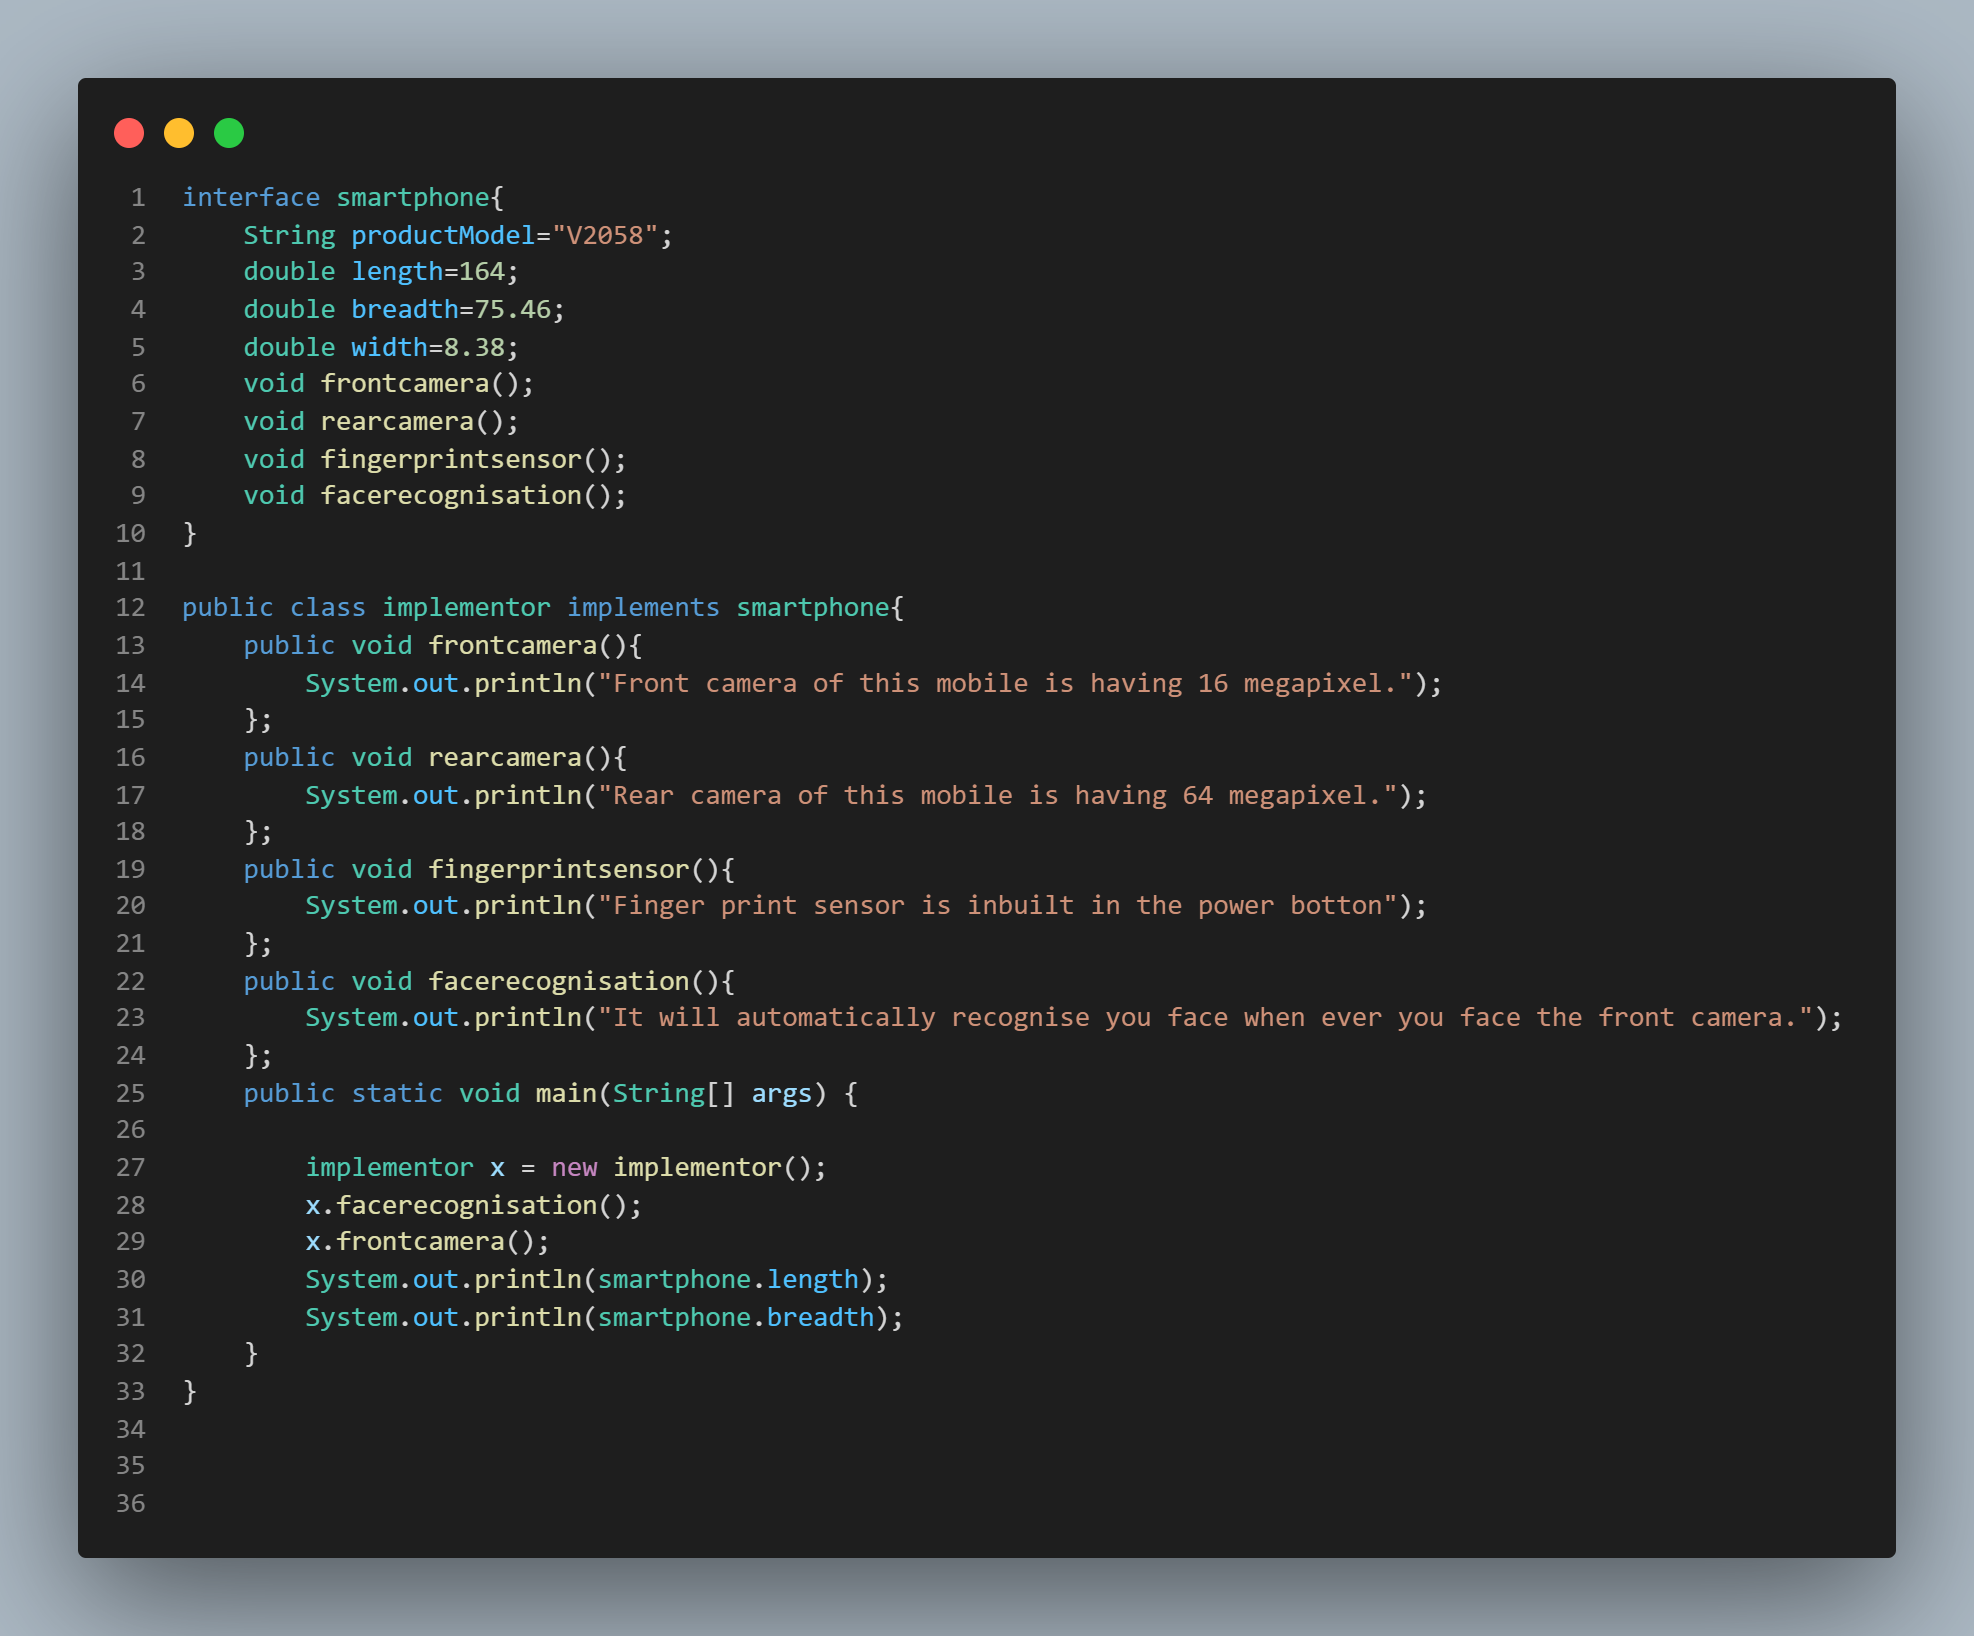 1 interface smartphone{
2     String productModel="V2058";
3     double length=164;
4     double breadth=75.46;
5     double width=8.38;
6     void frontcamera();
7     void rearcamera();
8     void fingerprintsensor();
9     void facerecognisation();
10 }
11
12 public class implementor implements smartphone{
13     public void frontcamera(){
14         System.out.println("Front camera of this mobile is having 16 megapixel.");
15     };
16     public void rearcamera(){
17         System.out.println("Rear camera of this mobile is having 64 megapixel.");
18     };
19     public void fingerprintsensor(){
20         System.out.println("Finger print sensor is inbuilt in the power botton");
21     };
22     public void facerecognisation(){
23         System.out.println("It will automatically recognise you face when ever you face the front camera.");
24     };
25     public static void main(String[] args) {
26
27         implementor x = new implementor();
28         x.facerecognisation();
29         x.frontcamera();
30         System.out.println(smartphone.length);
31         System.out.println(smartphone.breadth);
32     }
33 }
34
35
36